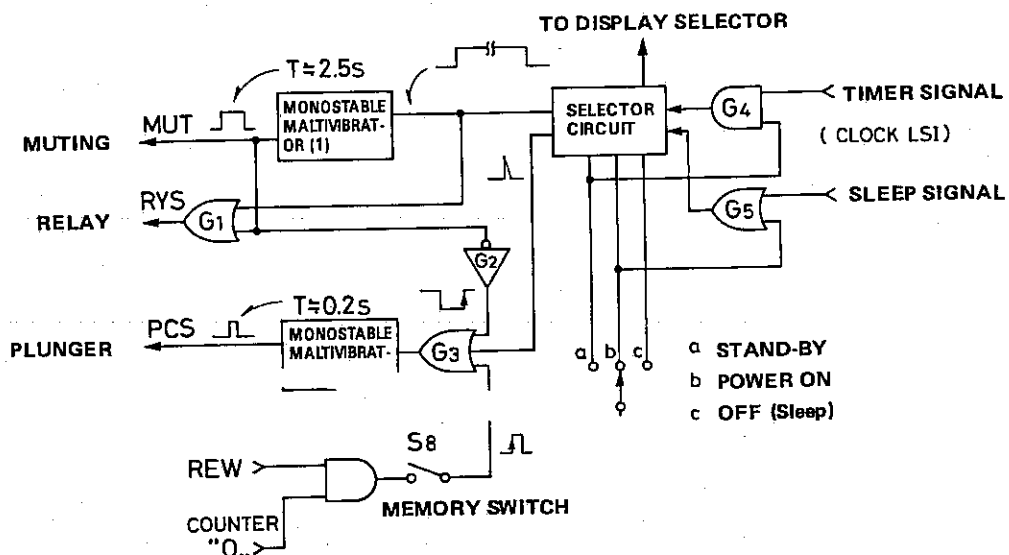 TO DISPLAY SELECTOR
T≒2.5s
MONOSTABLE
MALTIVIBRAT-
OR (1)
SELECTOR
CIRCUIT
G4
TIMER SIGNAL
( CLOCK LSI)
MUT
MUTING
SLEEP SIGNAL
G5
RYS
RELAY
G1
G2
T≒0.2s
PCS
PLUNGER
MONOSTABLE
MALTIVIBRAT-
G3
a
b
c
a STAND-BY
b POWER ON
c OFF (Sleep)
S8
REW
MEMORY SWITCH
COUNTER
"0„